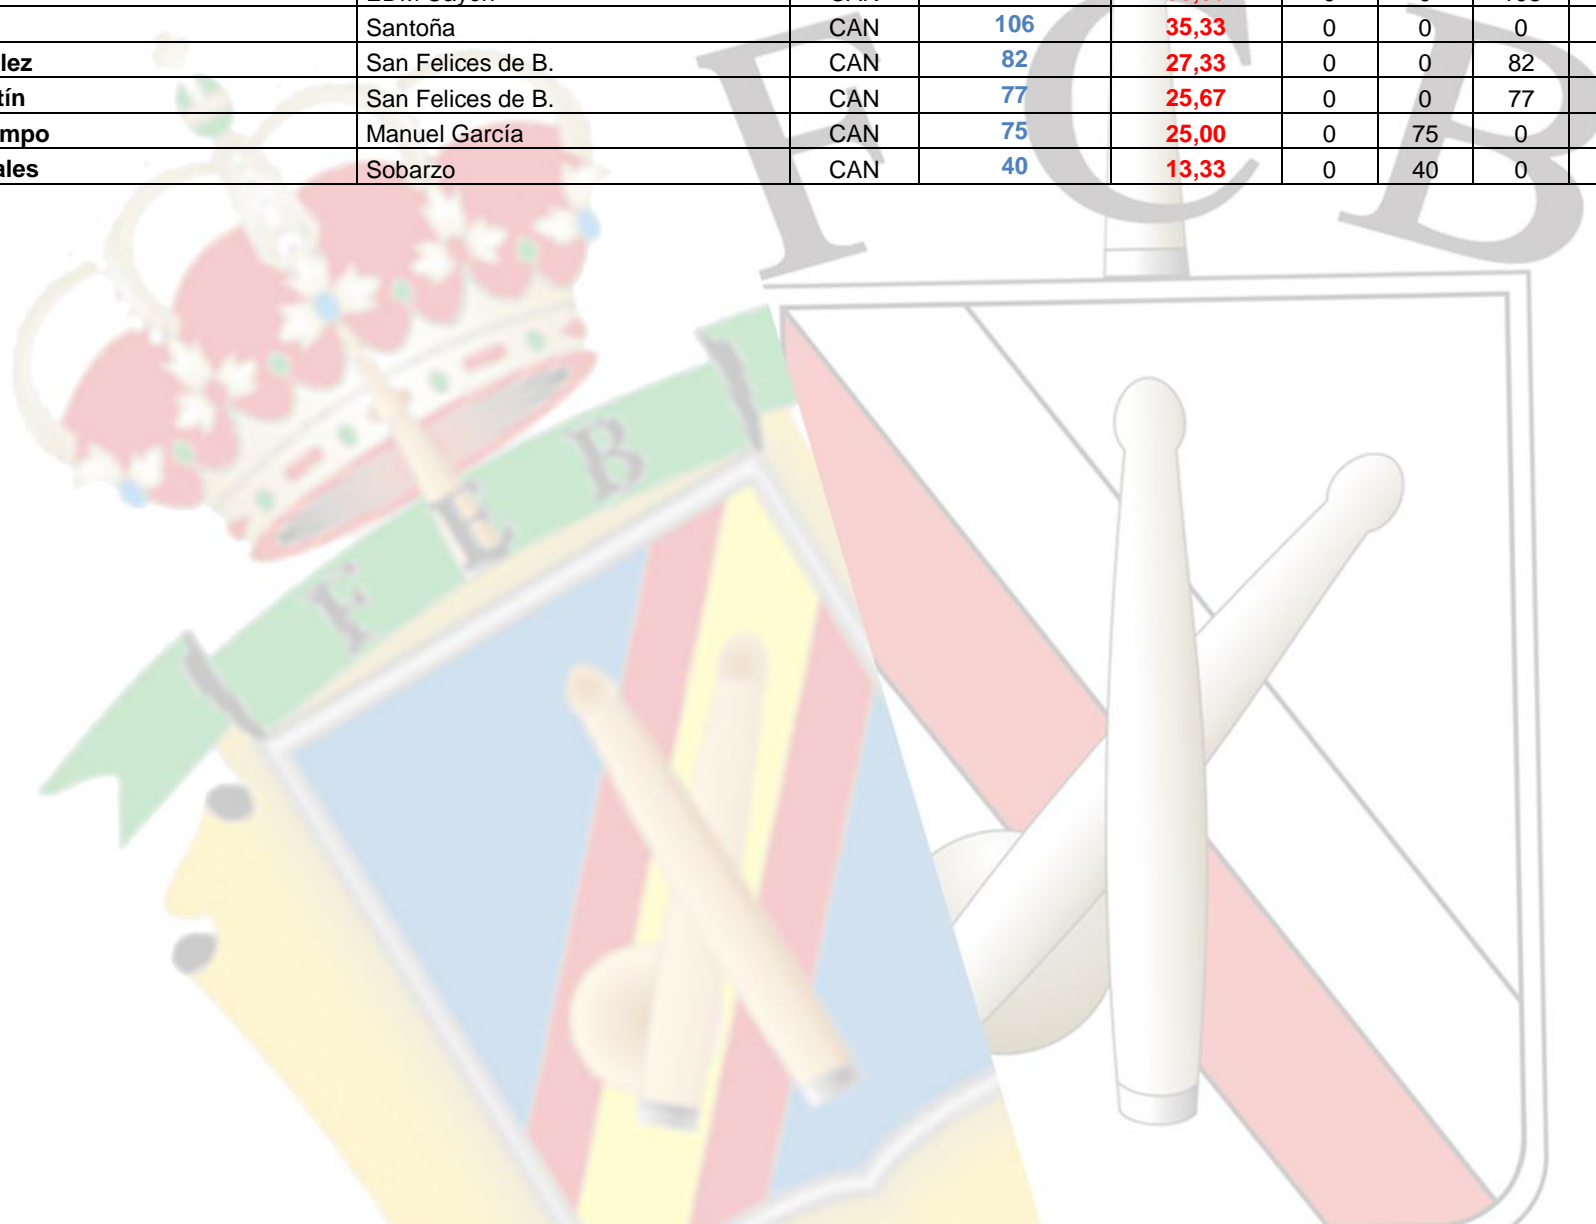 Santoña CAN 106 35,33 0 0 0
lez San Felices de B. CAN 82 27,33 0 0 82
tín San Felices de B. CAN 77 25,67 0 0 77
mpo Manuel García CAN 75 25,00 0 75 0
ales Sobarzo CAN 40 13,33 0 40 0
F C B
F E B